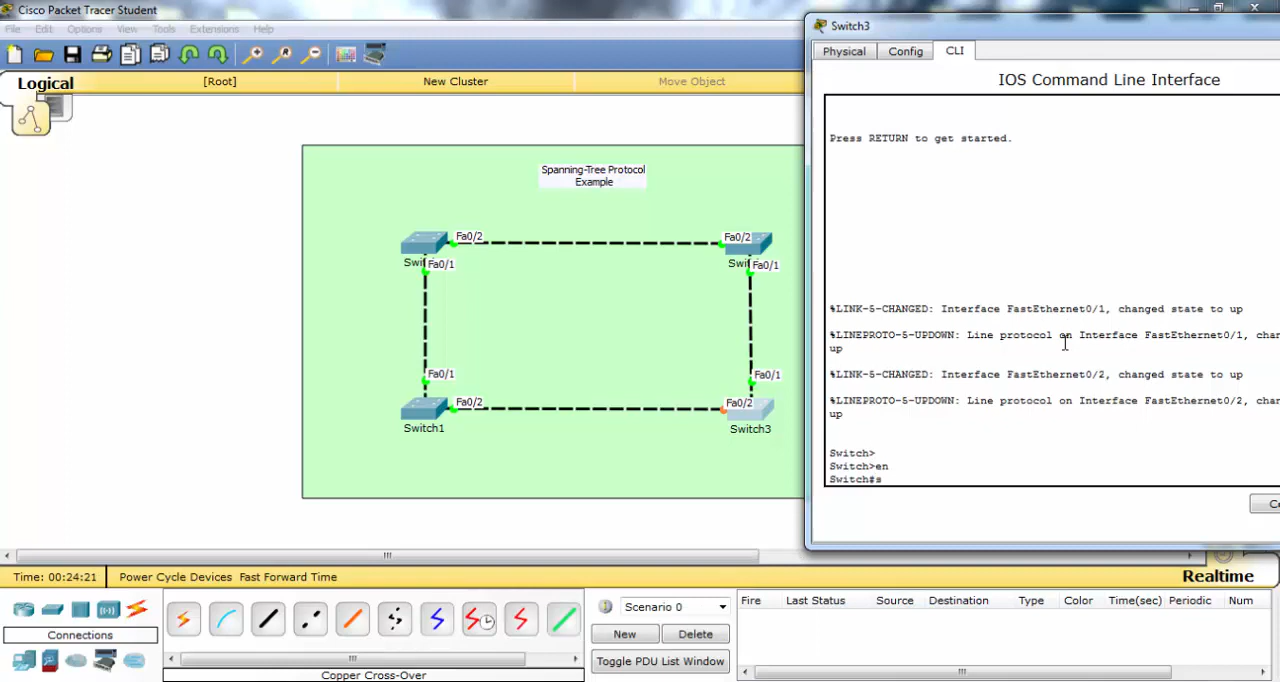 Cisco Packet Tracer Student
File Edit Options View Tools Extensions Help
Logical
[Root]
New Cluster
Move Object
Spanning-Tree Protocol
Example
Fa0/2
Fa0/2
Swit
Fa0/1
Swit
Fa0/1
Fa0/1
Fa0/1
Fa0/2
Fa0/2
Switch1
Switch3
Switch3
Physical Config CLI
IOS Command Line Interface
Press RETURN to get started.
%LINK-5-CHANGED: Interface FastEthernet0/1, changed state to up
%LINEPROTO-5-UPDOWN: Line protocol on Interface FastEthernet0/1, chan
up
%LINK-5-CHANGED: Interface FastEthernet0/2, changed state to up
%LINEPROTO-5-UPDOWN: Line protocol on Interface FastEthernet0/2, chan
up
Switch>
Switch>en
Switch#s
Time: 00:24:21 Power Cycle Devices Fast Forward Time
Realtime
Connections
Copper Cross-Over
Scenario 0
New Delete
Toggle PDU List Window
Fire Last Status Source Destination Type Color Time(sec) Periodic Num